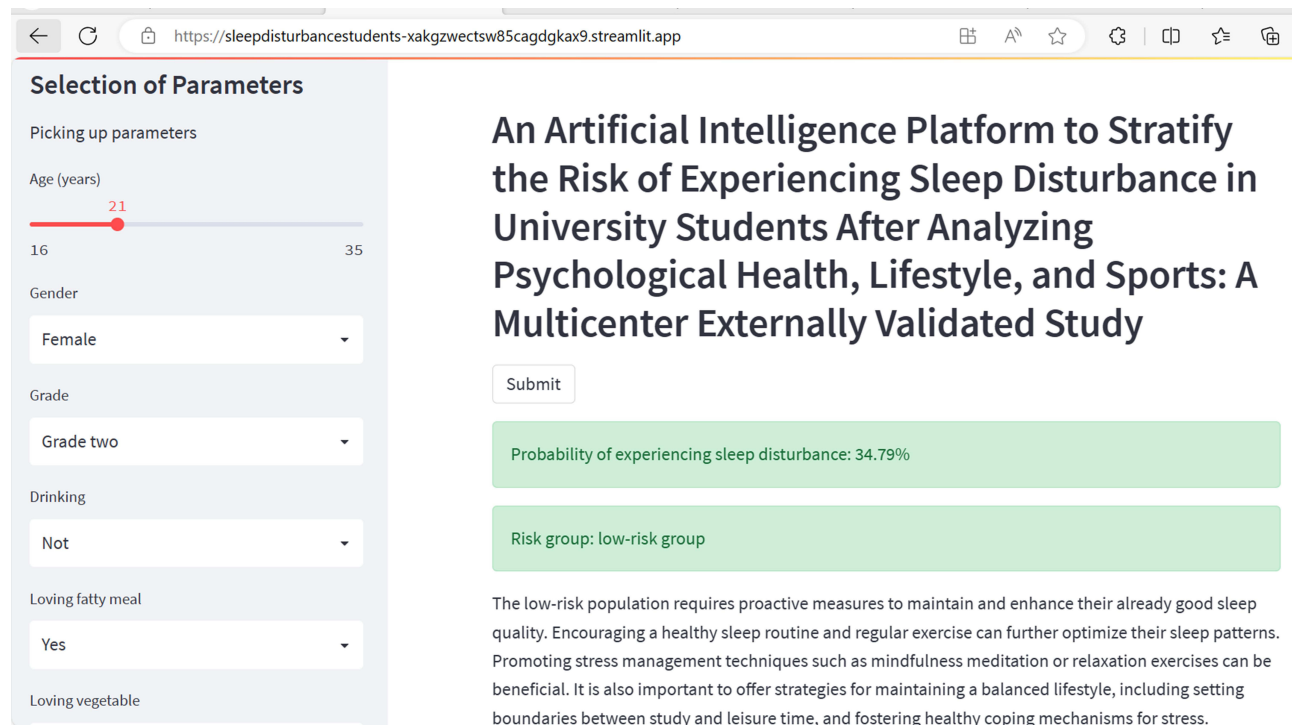 https://sleepdisturbancestudents-xakgzwectsw85cagdgkax9.streamlit.app
Selection of Parameters
Picking up parameters
Age (years)
21
16 35
Gender
Female
Grade
Grade two
Drinking
Not
Loving fatty meal
Yes
Loving vegetable
An Artificial Intelligence Platform to Stratify
the Risk of Experiencing Sleep Disturbance in
University Students After Analyzing
Psychological Health, Lifestyle, and Sports: A
Multicenter Externally Validated Study
Submit
Probability of experiencing sleep disturbance: 34.79%
Risk group: low-risk group
The low-risk population requires proactive measures to maintain and enhance their already good sleep
quality. Encouraging a healthy sleep routine and regular exercise can further optimize their sleep patterns.
Promoting stress management techniques such as mindfulness meditation or relaxation exercises can be
beneficial. It is also important to offer strategies for maintaining a balanced lifestyle, including setting
boundaries between study and leisure time, and fostering healthy coping mechanisms for stress.